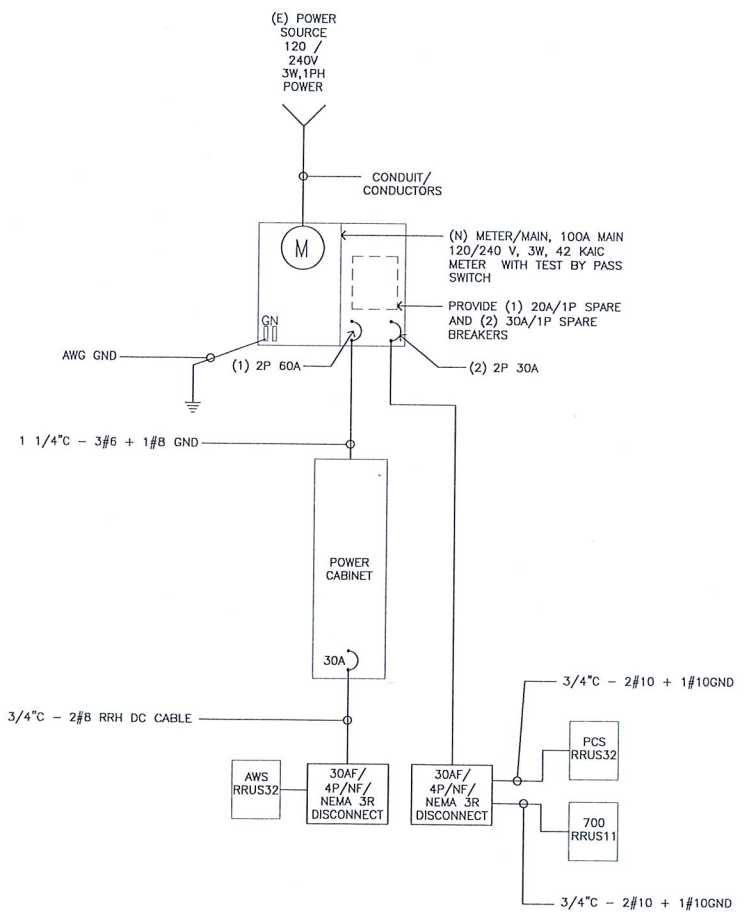 (E) POWER
SOURCE
120 /
240V
3W,1PH
POWER
CONDUIT/
CONDUCTORS
M
(N) METER/MAIN, 100A MAIN
120/240 V, 3W, 42 KAIC
METER WITH TEST BY PASS
SWITCH
PROVIDE (1) 20A/1P SPARE
AND (2) 30A/1P SPARE
BREAKERS
GN
AWG GND
(1) 2P 60A
(2) 2P 30A
1 1/4"C - 3#6 + 1#8 GND
POWER
CABINET
30A
3/4"C - 2#10 + 1#10GND
3/4"C - 2#8 RRH DC CABLE
PCS
RRUS32
AWS
RRUS32
30AF/
4P/NF/
NEMA 3R
DISCONNECT
30AF/
4P/NF/
NEMA 3R
DISCONNECT
700
RRUS11
3/4"C - 2#10 + 1#10GND